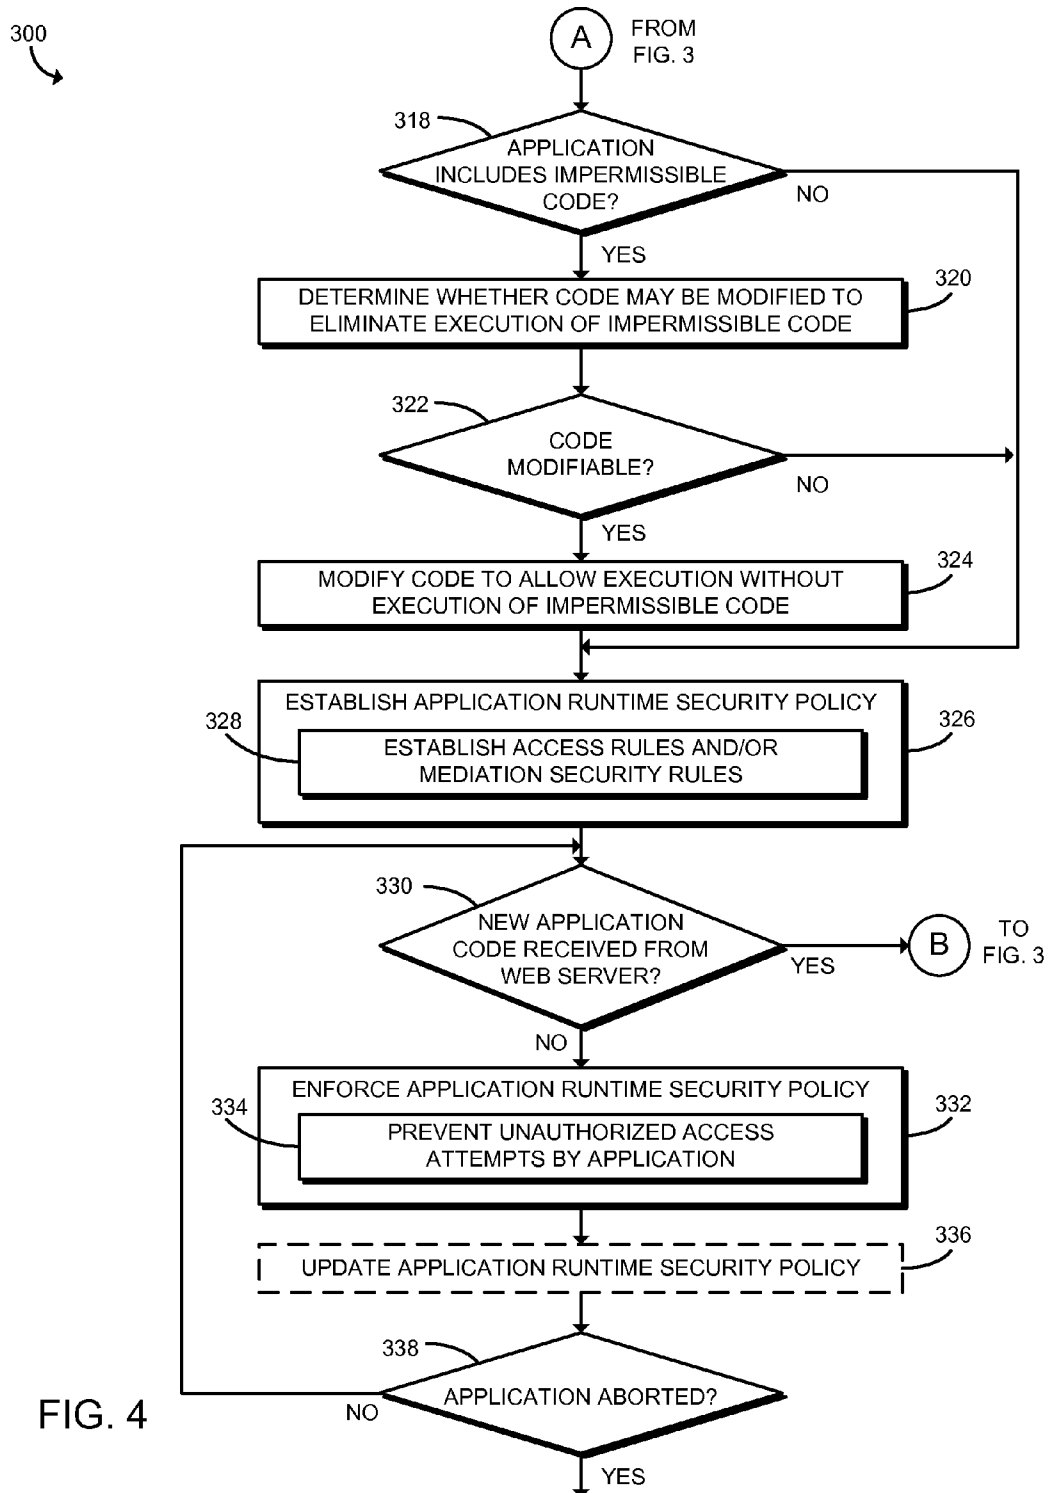 300
A
FROM
FIG. 3
318
APPLICATION
INCLUDES IMPERMISSIBLE
CODE?
NO
YES
320
DETERMINE WHETHER CODE MAY BE MODIFIED TO
ELIMINATE EXECUTION OF IMPERMISSIBLE CODE
322
CODE
MODIFIABLE?
NO
YES
324
MODIFY CODE TO ALLOW EXECUTION WITHOUT
EXECUTION OF IMPERMISSIBLE CODE
ESTABLISH APPLICATION RUNTIME SECURITY POLICY
328
326
ESTABLISH ACCESS RULES AND/OR
MEDIATION SECURITY RULES
330
NEW APPLICATION
CODE RECEIVED FROM
WEB SERVER?
YES
B
TO
FIG. 3
NO
ENFORCE APPLICATION RUNTIME SECURITY POLICY
334
332
PREVENT UNAUTHORIZED ACCESS
ATTEMPTS BY APPLICATION
336
UPDATE APPLICATION RUNTIME SECURITY POLICY
338
APPLICATION ABORTED?
NO
FIG. 4
YES